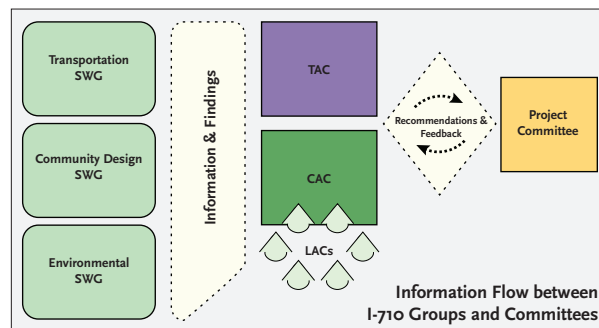 Transportation
SWG
Community Design
SWG
Environmental
SWG
Information & Findings
TAC
CAC
LACs
Recommendations &
Feedback
Project
Committee
Information Flow between
I-710 Groups and Committees